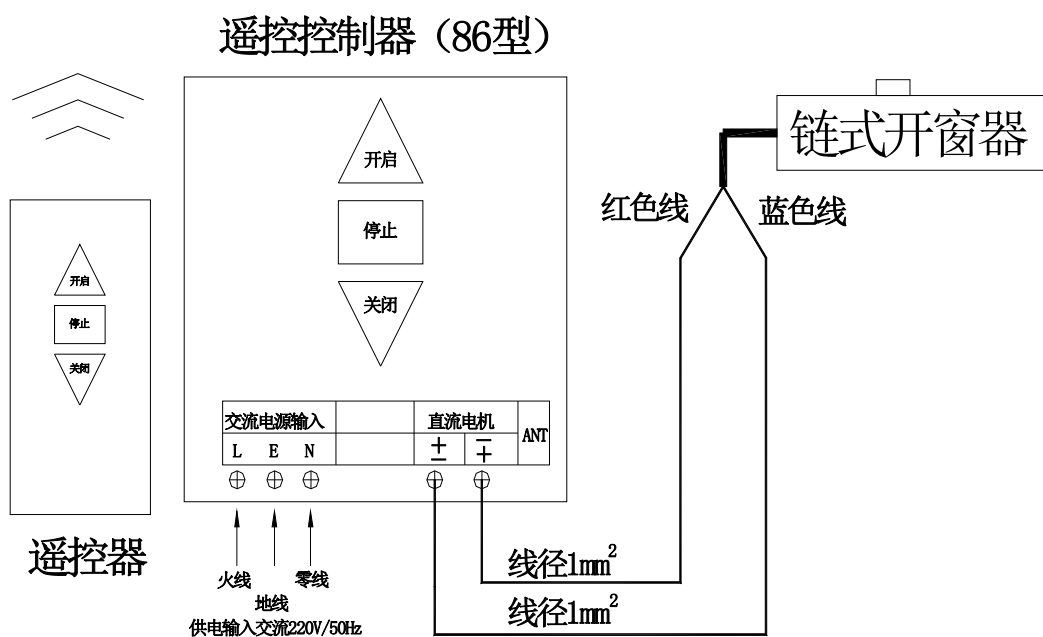 遥控控制器（86型）
链式开窗器
开启
停止
关闭
红色线
蓝色线
开启
停止
关闭
交流电源输入
直流电机
ANT
L E N
+
−
−
+
遥控器
火线
零线
地线
供电输入交流220V/50Hz
线径1mm²
线径1mm²